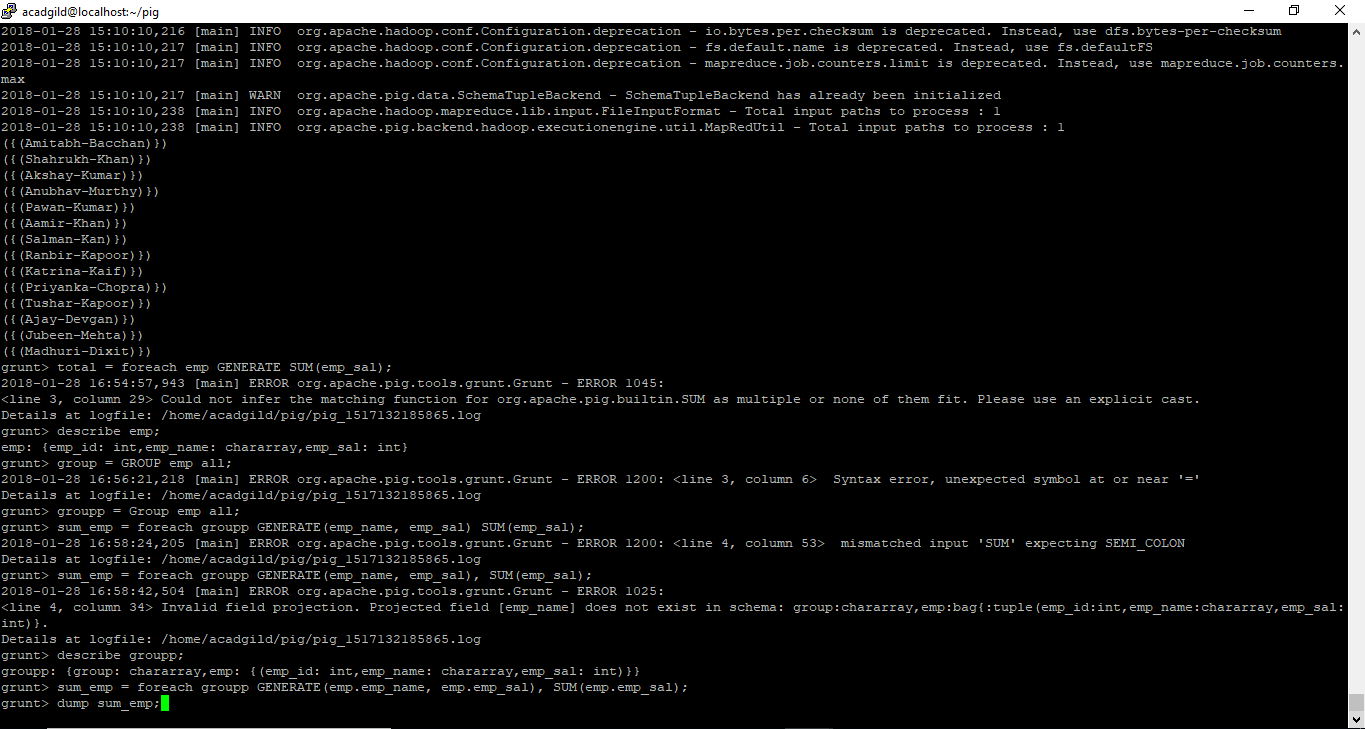 acadgild@localhost:~/pig
2018-01-28 15:10:10,216 [main] INFO  org.apache.hadoop.conf.Configuration.deprecation - io.bytes.per.checksum is deprecated. Instead, use dfs.bytes-per-checksum
2018-01-28 15:10:10,217 [main] INFO  org.apache.hadoop.conf.Configuration.deprecation - fs.default.name is deprecated. Instead, use fs.defaultFS
2018-01-28 15:10:10,217 [main] INFO  org.apache.hadoop.conf.Configuration.deprecation - mapreduce.job.counters.limit is deprecated. Instead, use mapreduce.job.counters.
max
2018-01-28 15:10:10,217 [main] WARN  org.apache.pig.data.SchemaTupleBackend - SchemaTupleBackend has already been initialized
2018-01-28 15:10:10,238 [main] INFO  org.apache.hadoop.mapreduce.lib.input.FileInputFormat - Total input paths to process : 1
2018-01-28 15:10:10,238 [main] INFO  org.apache.pig.backend.hadoop.executionengine.util.MapRedUtil - Total input paths to process : 1
({(Amitabh-Bacchan)})
({(Shahrukh-Khan)})
({(Akshay-Kumar)})
({(Anubhav-Murthy)})
({(Pawan-Kumar)})
({(Aamir-Khan)})
({(Salman-Kan)})
({(Ranbir-Kapoor)})
({(Katrina-Kaif)})
({(Priyanka-Chopra)})
({(Tushar-Kapoor)})
({(Ajay-Devgan)})
({(Jubeen-Mehta)})
({(Madhuri-Dixit)})
grunt> total = foreach emp GENERATE SUM(emp_sal);
2018-01-28 16:54:57,943 [main] ERROR org.apache.pig.tools.grunt.Grunt - ERROR 1045:
<line 3, column 29> Could not infer the matching function for org.apache.pig.builtin.SUM as multiple or none of them fit. Please use an explicit cast.
Details at logfile: /home/acadgild/pig/pig_1517132185865.log
grunt> describe emp;
emp: {emp_id: int,emp_name: chararray,emp_sal: int}
grunt> group = GROUP emp all;
2018-01-28 16:56:21,218 [main] ERROR org.apache.pig.tools.grunt.Grunt - ERROR 1200: <line 3, column 6>  Syntax error, unexpected symbol at or near '='
Details at logfile: /home/acadgild/pig/pig_1517132185865.log
grunt> groupp = Group emp all;
grunt> sum_emp = foreach groupp GENERATE(emp_name, emp_sal) SUM(emp_sal);
2018-01-28 16:58:24,205 [main] ERROR org.apache.pig.tools.grunt.Grunt - ERROR 1200: <line 4, column 53>  mismatched input 'SUM' expecting SEMI_COLON
Details at logfile: /home/acadgild/pig/pig_1517132185865.log
grunt> sum_emp = foreach groupp GENERATE(emp_name, emp_sal), SUM(emp_sal);
2018-01-28 16:58:42,504 [main] ERROR org.apache.pig.tools.grunt.Grunt - ERROR 1025:
<line 4, column 34> Invalid field projection. Projected field [emp_name] does not exist in schema: group:chararray,emp:bag{:tuple(emp_id:int,emp_name:chararray,emp_sal:
int)}.
Details at logfile: /home/acadgild/pig/pig_1517132185865.log
grunt> describe groupp;
groupp: {group: chararray,emp: {(emp_id: int,emp_name: chararray,emp_sal: int)}}
grunt> sum_emp = foreach groupp GENERATE(emp.emp_name, emp.emp_sal), SUM(emp.emp_sal);
grunt> dump sum_emp;